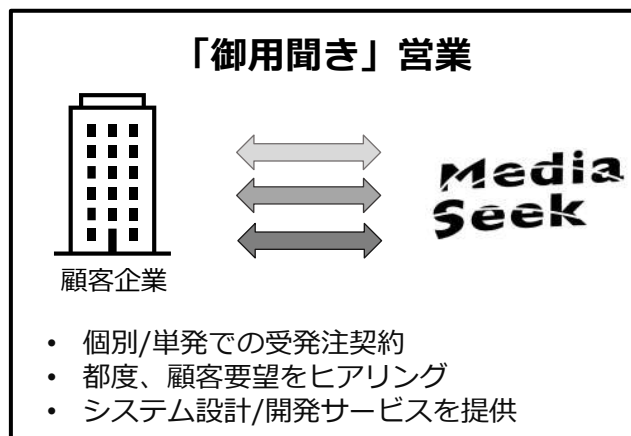 「御用聞き」営業
Media
Seek
顧客企業
• 個別/単発での受発注契約
• 都度、顧客要望をヒアリング
• システム設計/開発サービスを提供